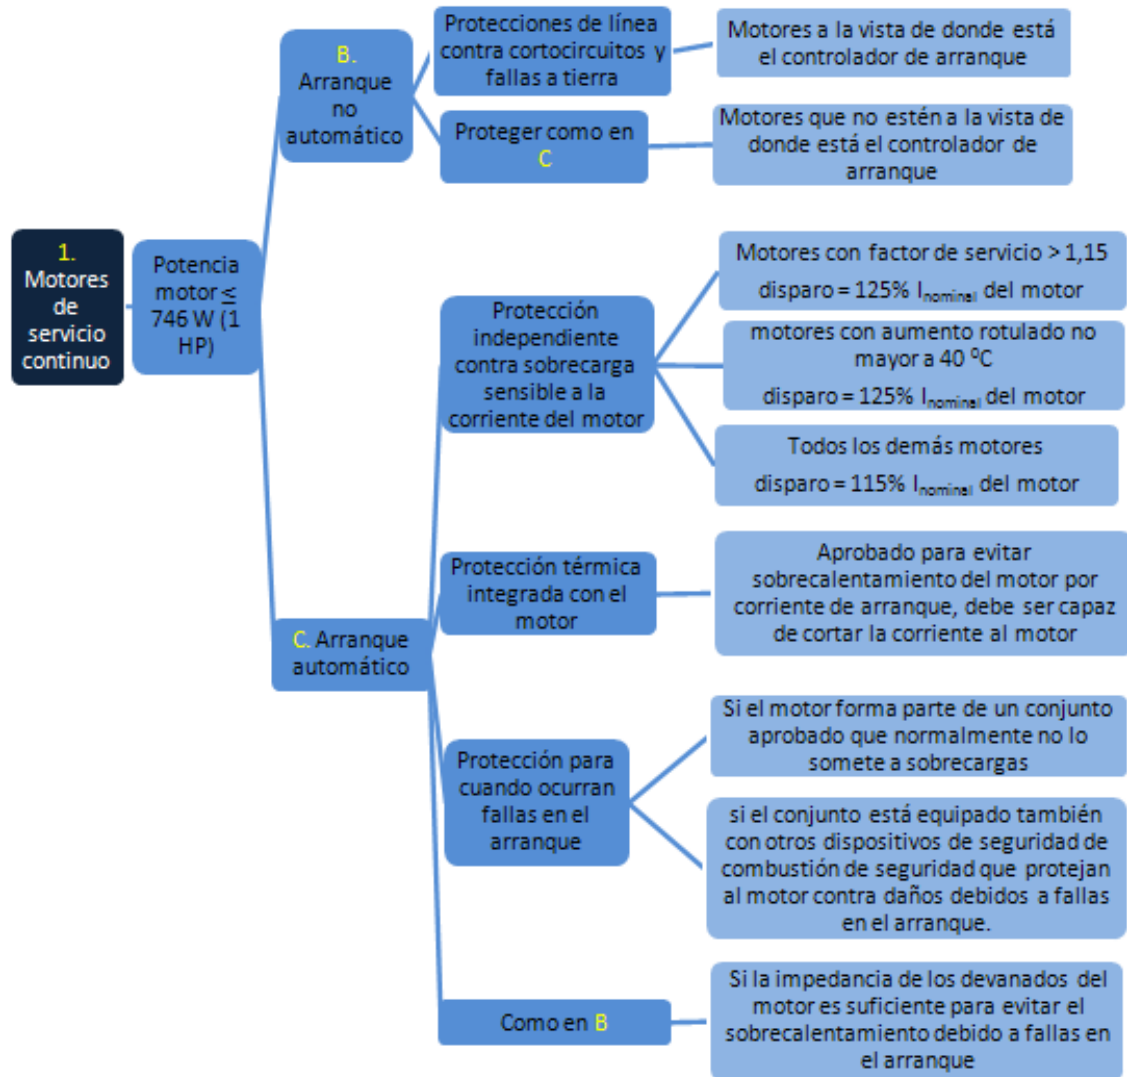 1.
Motores
de
servicio
continuo
Potencia
motor ≤
746 W (1
HP)
B.
Arranque
no
automático
Protecciones de línea
contra cortocircuitos y
fallas a tierra
Motores a la vista de donde está
el controlador de arranque
Proteger como en
C
Motores que no estén a la vista de
donde está el controlador de
arranque
C. Arranque
automático
Protección
independiente
contra sobrecarga
sensible a la
corriente del motor
Motores con factor de servicio > 1,15
disparo = 125% Inominal del motor
motores con aumento rotulado no
mayor a 40 ⁰C
disparo = 125% Inominal del motor
Todos los demás motores
disparo = 115% Inominal del motor
Protección térmica
integrada con el
motor
Aprobado para evitar
sobrecalentamiento del motor por
corriente de arranque, debe ser capaz
de cortar la corriente al motor
Protección para
cuando ocurran
fallas en el
arranque
Si el motor forma parte de un conjunto
aprobado que normalmente no lo
somete a sobrecargas
si el conjunto está equipado también
con otros dispositivos de seguridad de
combustión de seguridad que protejan
al motor contra daños debidos a fallas
en el arranque.
Como en B
Si la impedancia de los devanados del
motor es suficiente para evitar el
sobrecalentamiento debido a fallas en
el arranque